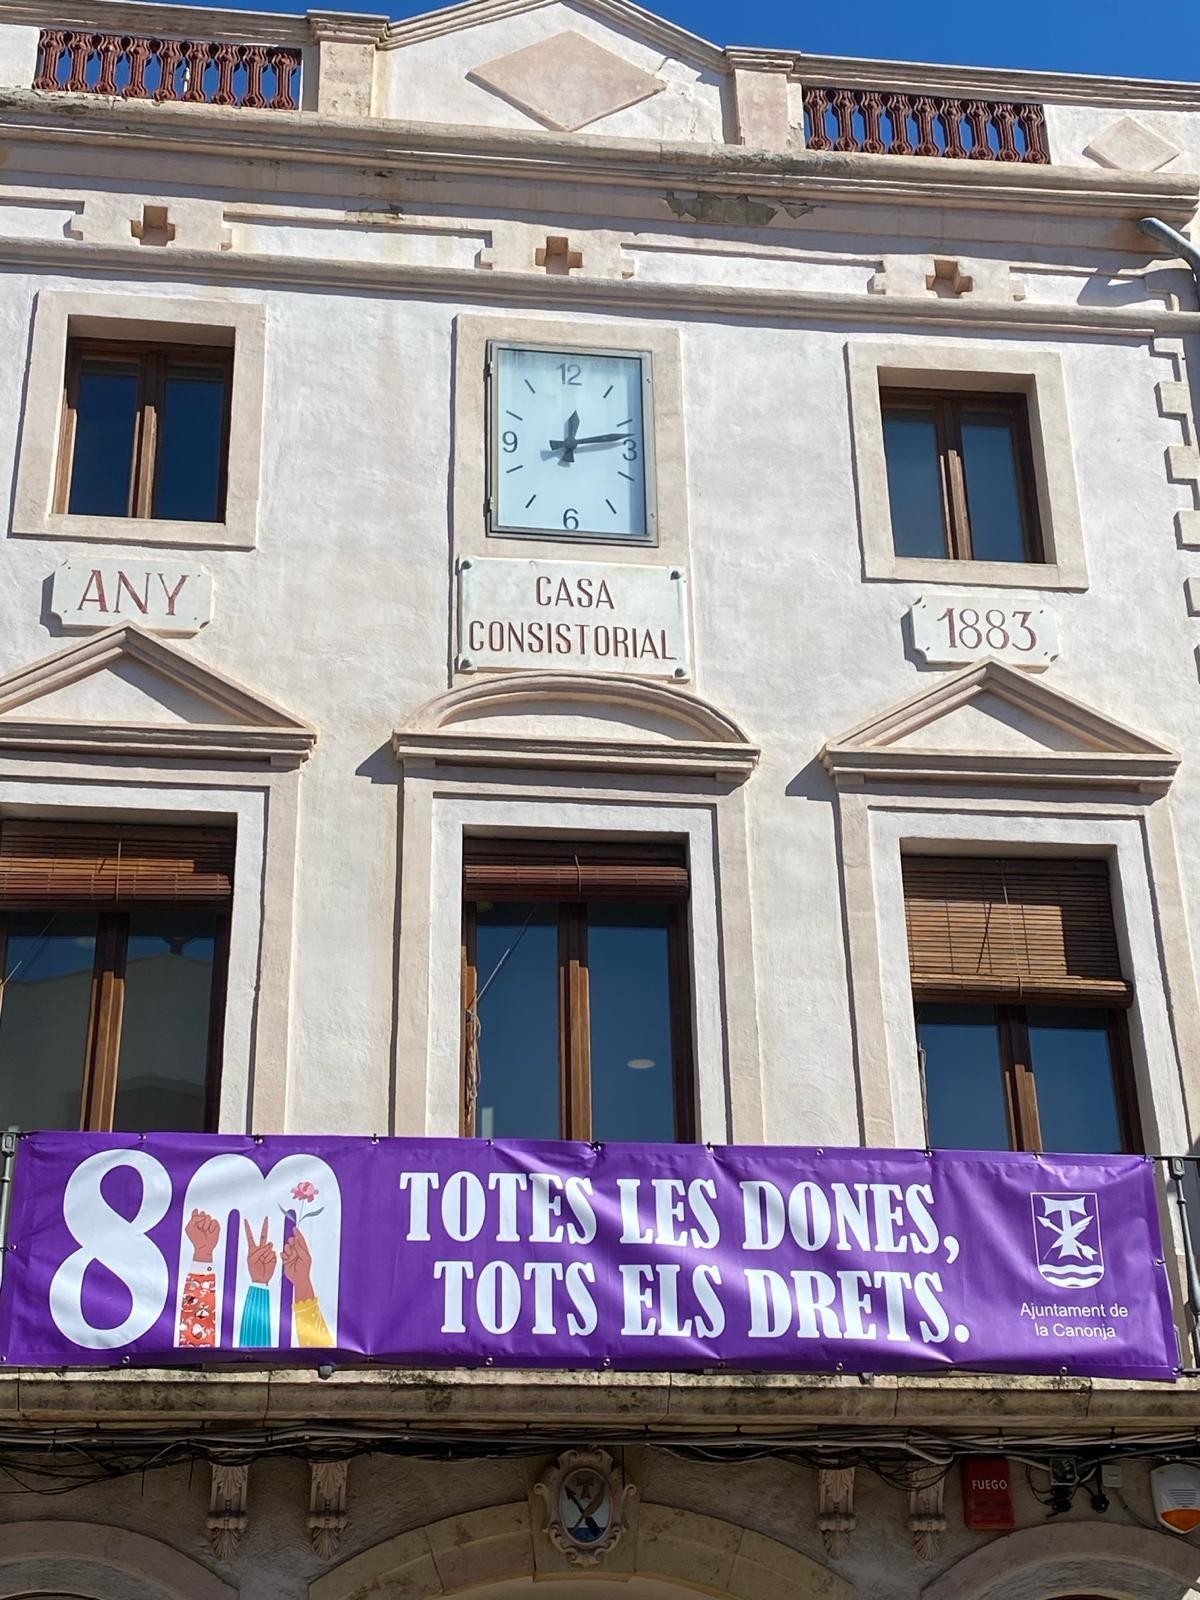 12
9
3
6
ANY
CASA
CONSISTORIAL
1883
8m
TOTES LES DONES,
TOTS ELS DRETS.
Ajuntament de
la Canonja
FUEGO